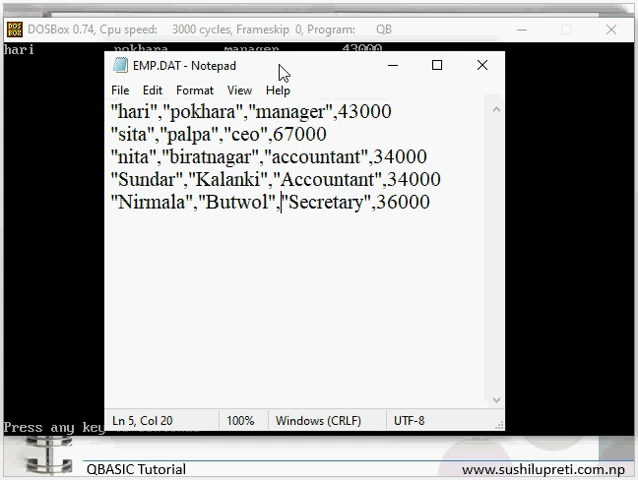 DOSBox 0.74, Cpu speed: 3000 cycles, Frameskip 0, Program: QB
hari pokhara manager 43000
EMP.DAT - Notepad
File Edit Format View Help
"hari","pokhara","manager",43000
"sita","palpa","ceo",67000
"nita","biratnagar","accountant",34000
"Sundar","Kalanki","Accountant",34000
"Nirmala","Butwol","Secretary",36000
Ln 5, Col 20 100% Windows (CRLF) UTF-8
Press any key
QBASIC Tutorial www.sushilupreti.com.np